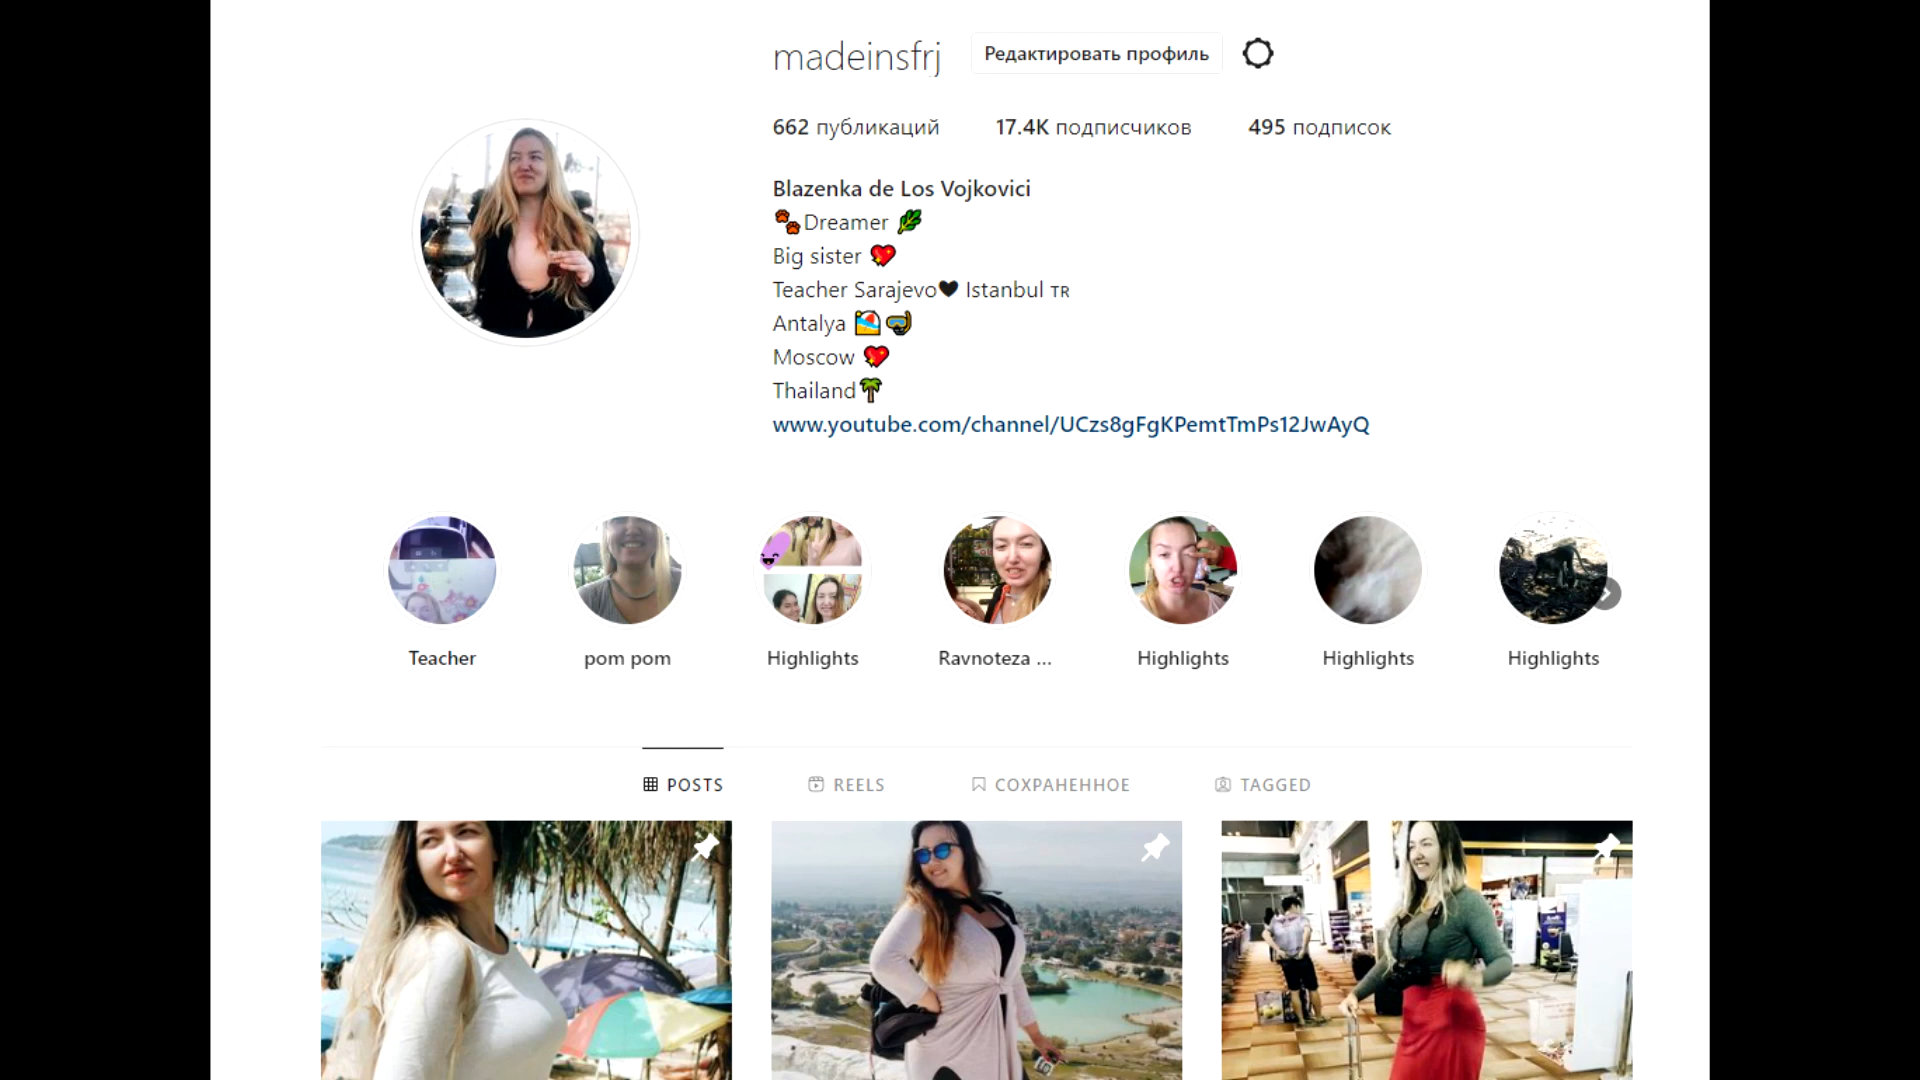 madeinsfrj Редактировать профиль
662 публикаций 17.4K подписчиков 495 подписок
Blazenka de Los Vojkovici
🐾Dreamer 🌿
Big sister 💖
Teacher Sarajevo🖤 Istanbul TR
Antalya 🏖🤿
Moscow 💖
Thailand🌴
www.youtube.com/channel/UCzs8gFgKPemtTmPs12JwAyQ
Teacher pom pom Highlights Ravnoteza ... Highlights Highlights Highlights
POSTS REELS СОХРАНЕННОЕ TAGGED